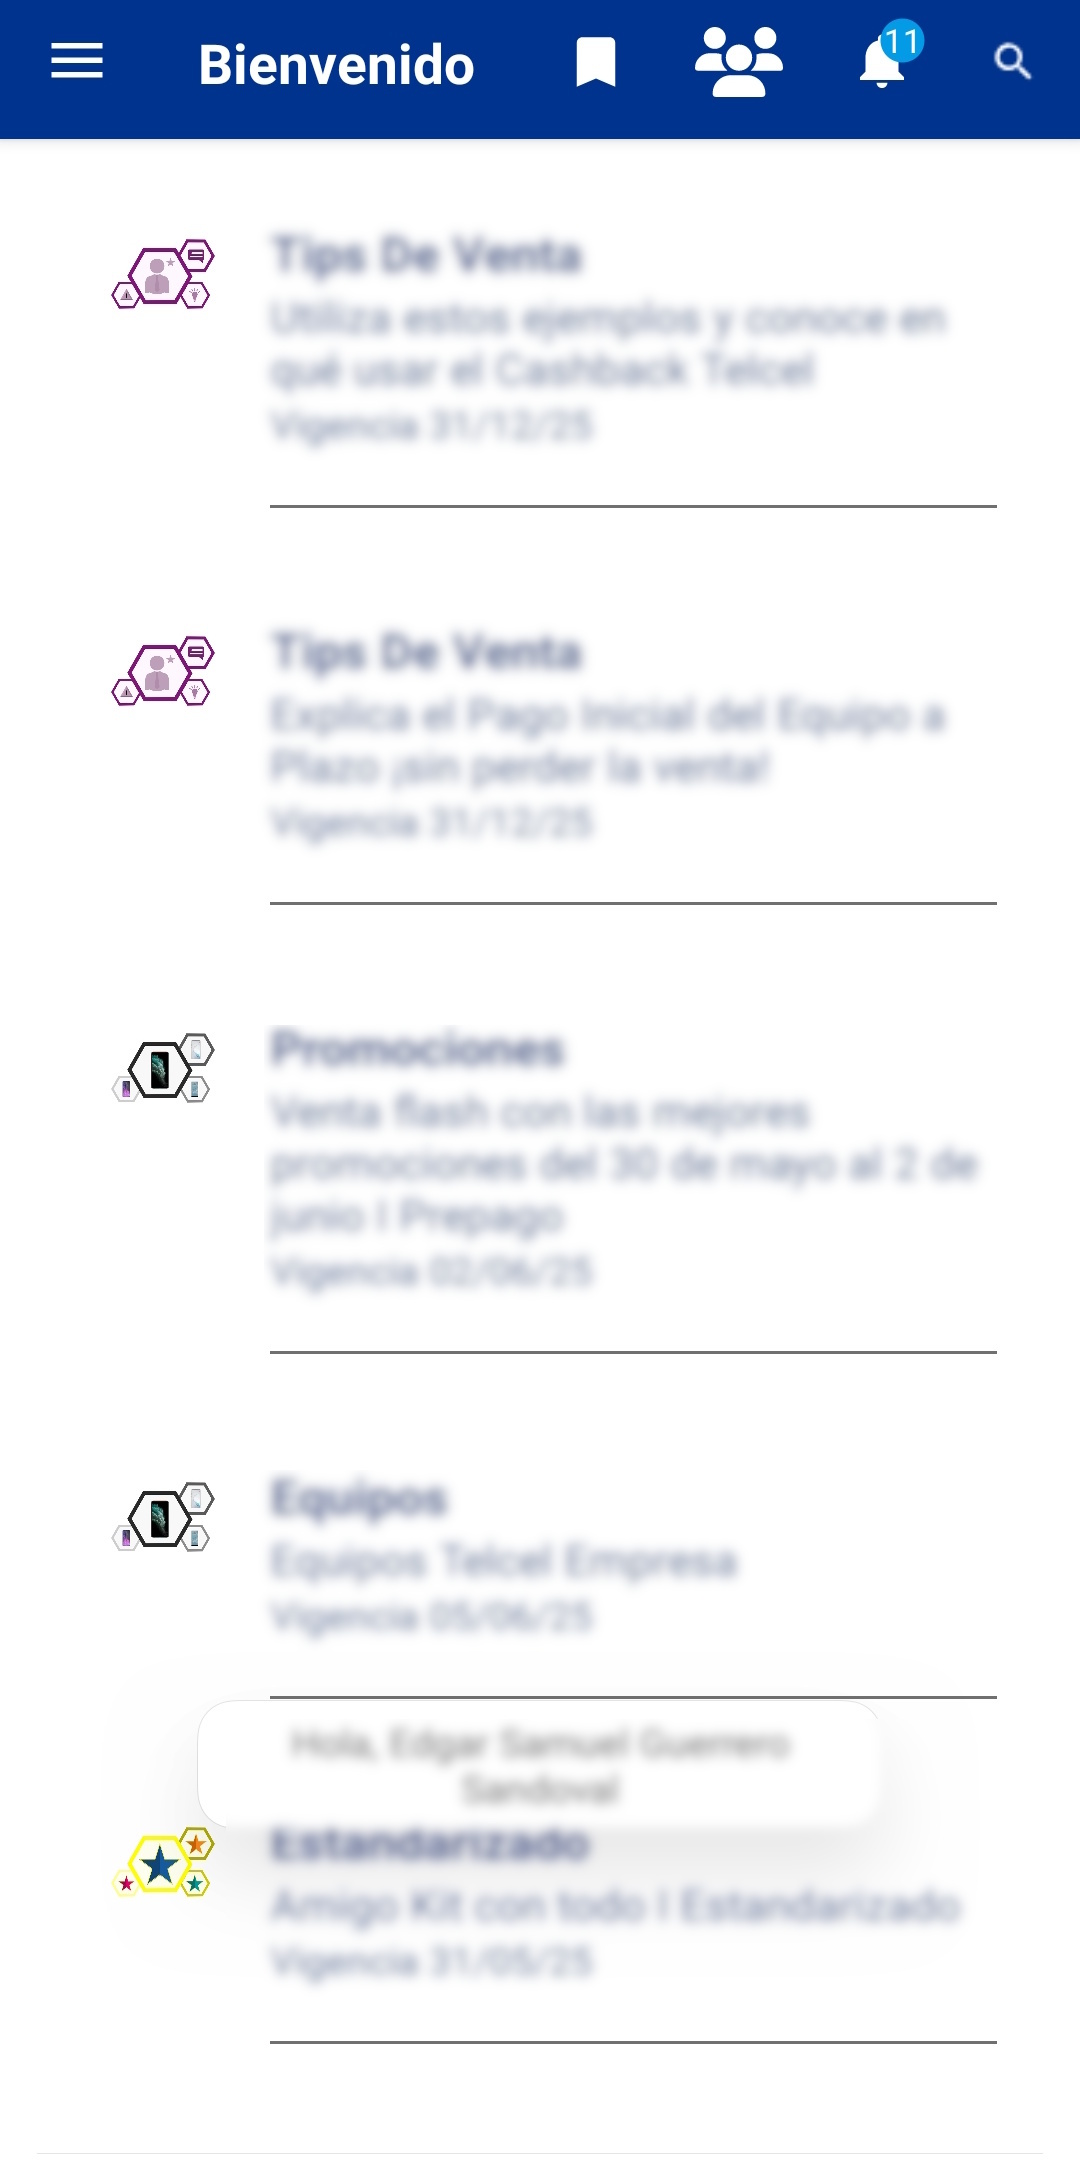 Bienvenido
11
Tips De Venta
Utiliza estos ejemplos y conoce en
qué usar el Cashback Telcel
Vigencia 31/12/25
Tips De Venta
Explica el Pago Inicial del Equipo a
Plazo ¡sin perder la venta!
Vigencia 31/12/25
Promociones
Venta flash con las mejores
promociones del 30 de mayo al 2 de
junio l Prepago
Vigencia 02/06/25
Equipos
Equipos Telcel Empresa
Vigencia 05/06/25
Hola, Edgar Samuel Guerrero
Sandoval
Estandarizado
Amigo Kit con todo l Estandarizado
Vigencia 31/05/25